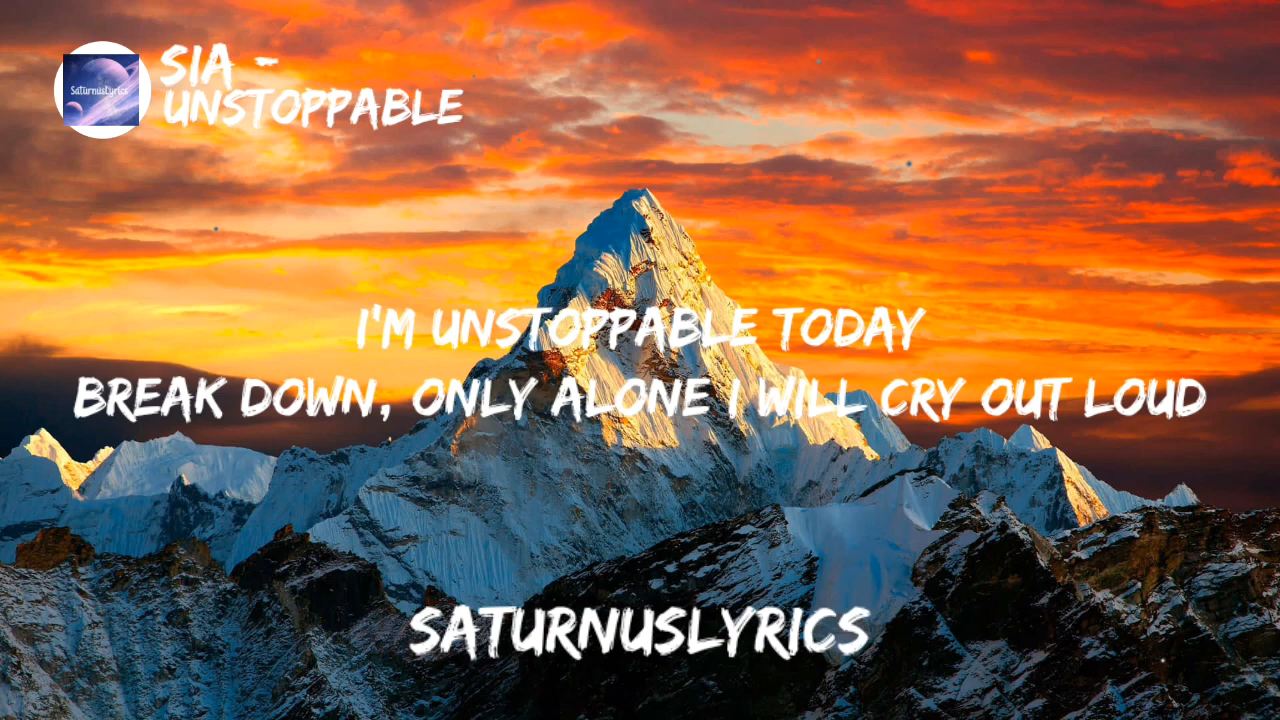 SaturnusLyrics
SIA -
UNSTOPPABLE
I'M UNSTOPPABLE TODAY
BREAK DOWN, ONLY ALONE I WILL CRY OUT LOUD
SATURNUSLYRICS